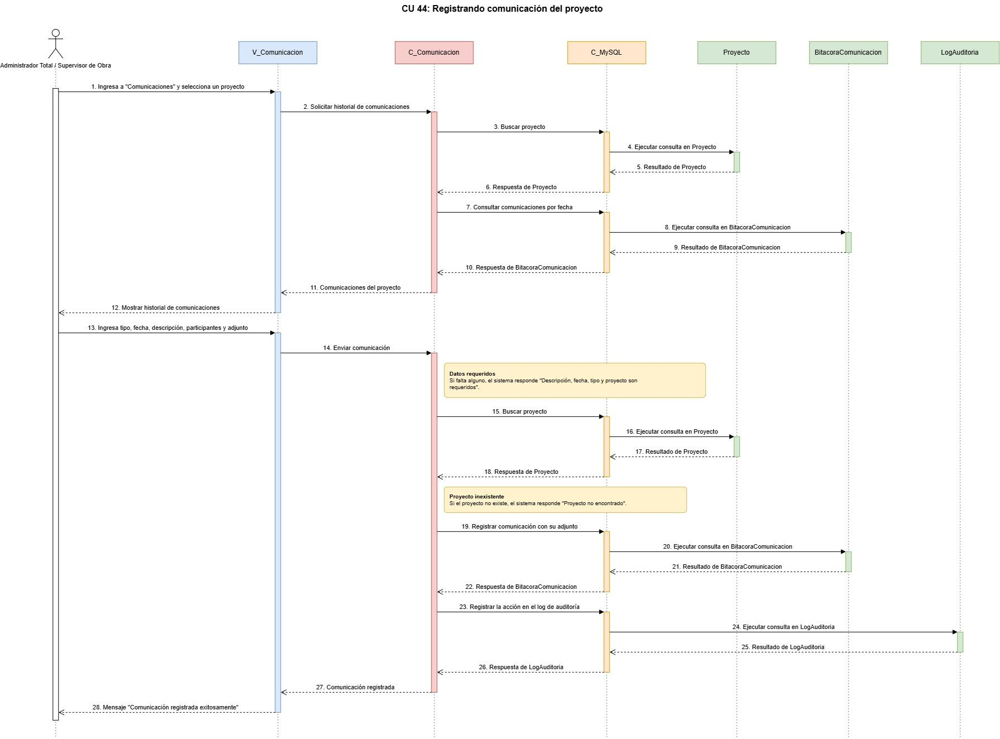 CU 44: Registrando comunicación del proyecto
Administrador Total / Supervisor de Obra
V_Comunicacion
C_Comunicacion
C_MySQL
Proyecto
BitacoraComunicacion
LogAuditoria
1. Ingresa a "Comunicaciones" y selecciona un proyecto
2. Solicitar historial de comunicaciones
3. Buscar proyecto
4. Ejecutar consulta en Proyecto
5. Resultado de Proyecto
6. Respuesta de Proyecto
7. Consultar comunicaciones por fecha
8. Ejecutar consulta en BitacoraComunicacion
9. Resultado de BitacoraComunicacion
10. Respuesta de BitacoraComunicacion
11. Comunicaciones del proyecto
12. Mostrar historial de comunicaciones
13. Ingresa tipo, fecha, descripción, participantes y adjunto
14. Enviar comunicación
Datos requeridos
Si falta alguno, el sistema responde "Descripción, fecha, tipo y proyecto son
requeridos".
15. Buscar proyecto
16. Ejecutar consulta en Proyecto
17. Resultado de Proyecto
18. Respuesta de Proyecto
Proyecto inexistente
Si el proyecto no existe, el sistema responde "Proyecto no encontrado".
19. Registrar comunicación con su adjunto
20. Ejecutar consulta en BitacoraComunicacion
21. Resultado de BitacoraComunicacion
22. Respuesta de BitacoraComunicacion
23. Registrar la acción en el log de auditoría
24. Ejecutar consulta en LogAuditoria
25. Resultado de LogAuditoria
26. Respuesta de LogAuditoria
27. Comunicación registrada
28. Mensaje "Comunicación registrada exitosamente"